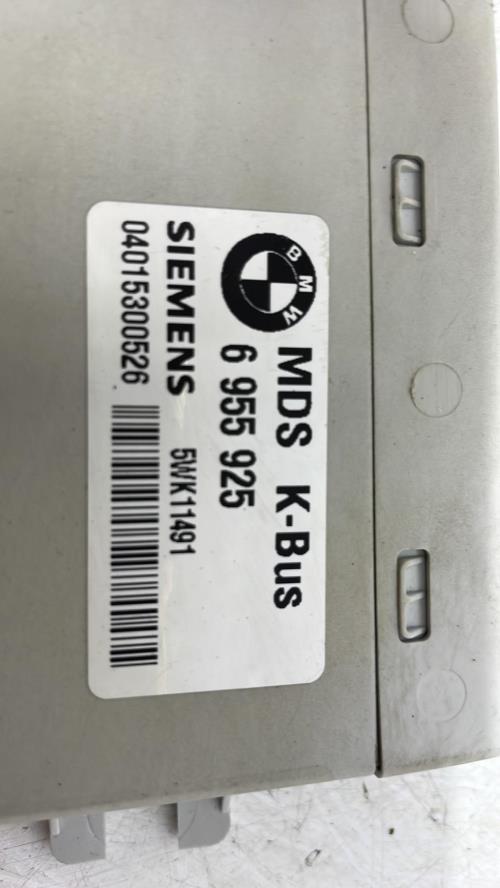 BMW
MDS K-Bus
6 955 925
SIEMENS 5WK11491
04015300526